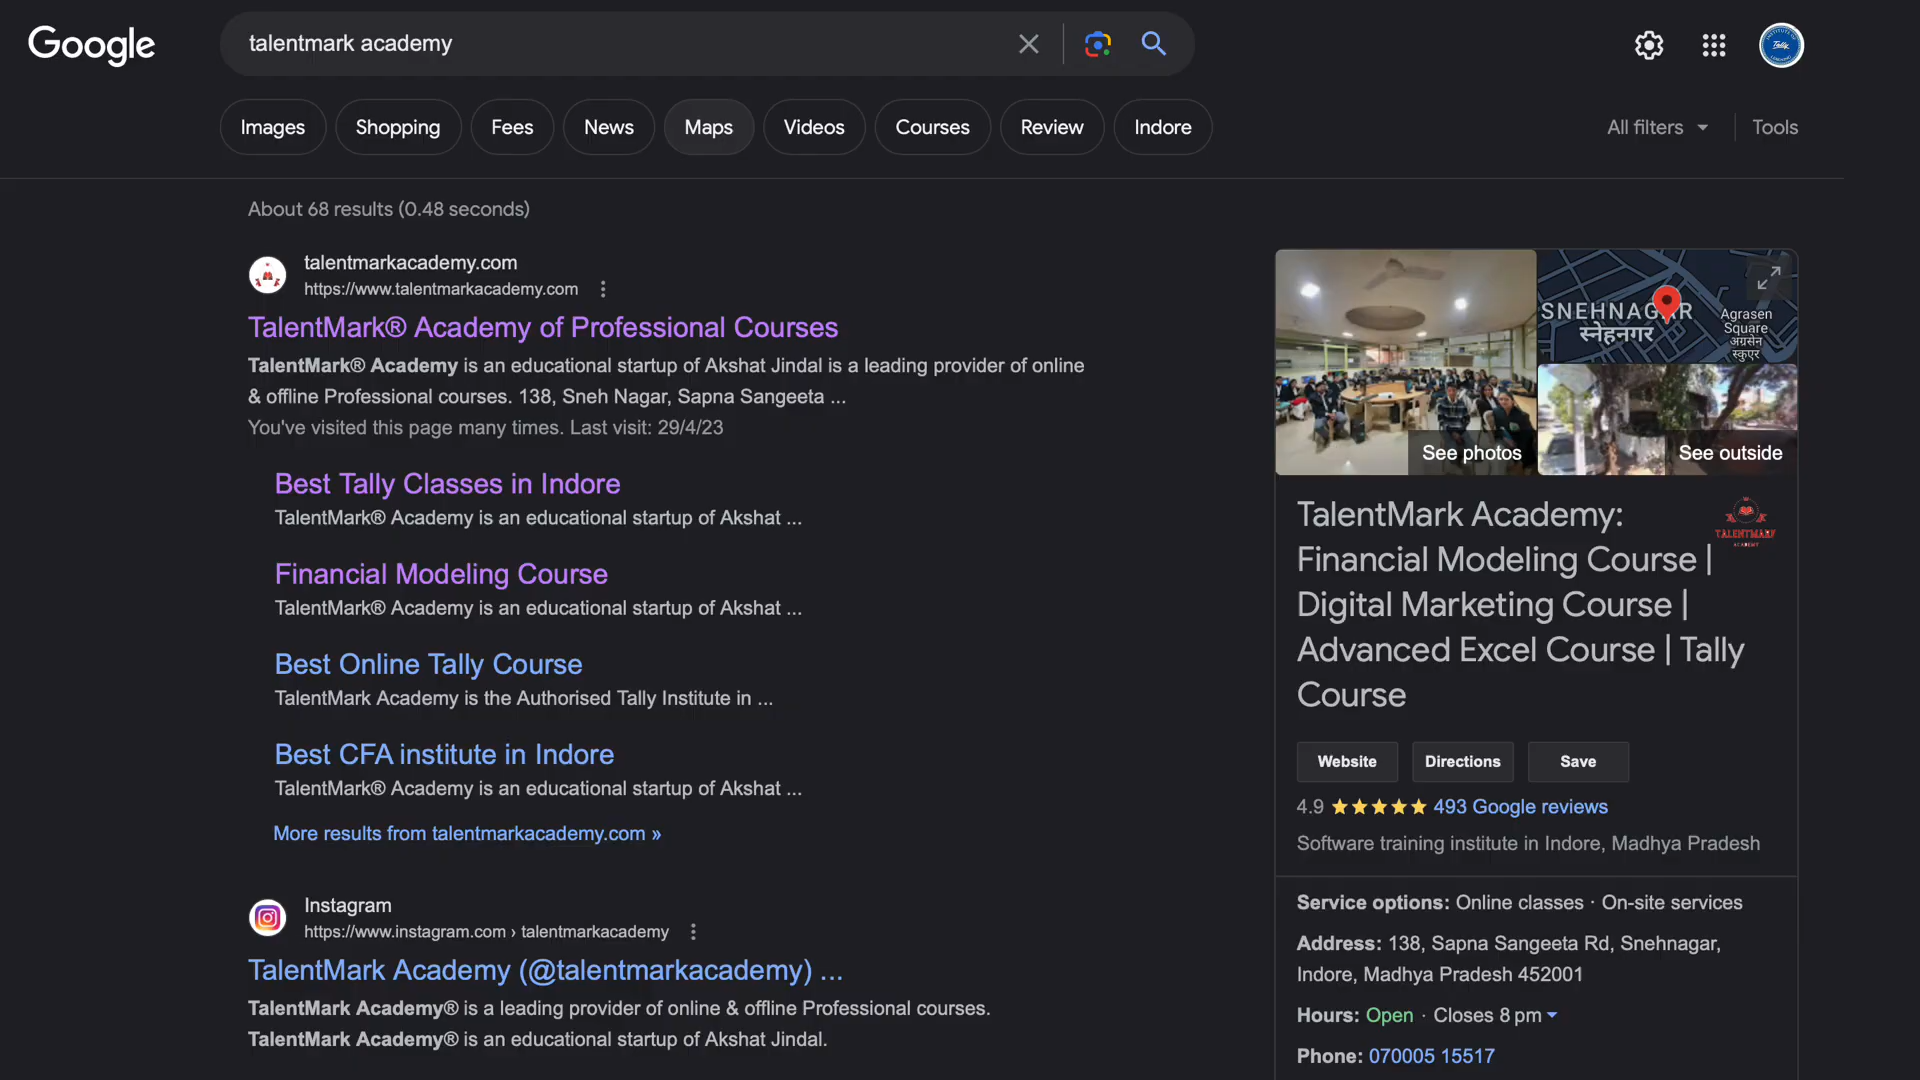 Google
talentmark academy
Images
Shopping
Fees
News
Maps
Videos
Courses
Review
Indore
All filters
Tools
About 68 results (0.48 seconds)
talentmarkacademy.com
https://www.talentmarkacademy.com
TalentMark® Academy of Professional Courses
TalentMark® Academy is an educational startup of Akshat Jindal is a leading provider of online
& offline Professional courses. 138, Sneh Nagar, Sapna Sangeeta ...
You've visited this page many times. Last visit: 29/4/23
Best Tally Classes in Indore
TalentMark® Academy is an educational startup of Akshat ...
Financial Modeling Course
TalentMark® Academy is an educational startup of Akshat ...
Best Online Tally Course
TalentMark Academy is the Authorised Tally Institute in ...
Best CFA institute in Indore
TalentMark® Academy is an educational startup of Akshat ...
More results from talentmarkacademy.com »
Instagram
https://www.instagram.com › talentmarkacademy
TalentMark Academy (@talentmarkacademy) ...
TalentMark Academy® is a leading provider of online & offline Professional courses.
TalentMark Academy® is an educational startup of Akshat Jindal.
SNEHNAGAR
स्नेहनगर
Agrasen
Square
अग्रसेन
स्कुएर
See photos
See outside
TalentMark Academy:
Financial Modeling Course |
Digital Marketing Course |
Advanced Excel Course | Tally
Course
TALENTMARK
ACADEMY
Website
Directions
Save
4.9 493 Google reviews
Software training institute in Indore, Madhya Pradesh
Service options: Online classes · On-site services
Address: 138, Sapna Sangeeta Rd, Snehnagar,
Indore, Madhya Pradesh 452001
Hours: Open · Closes 8 pm
Phone: 070005 15517